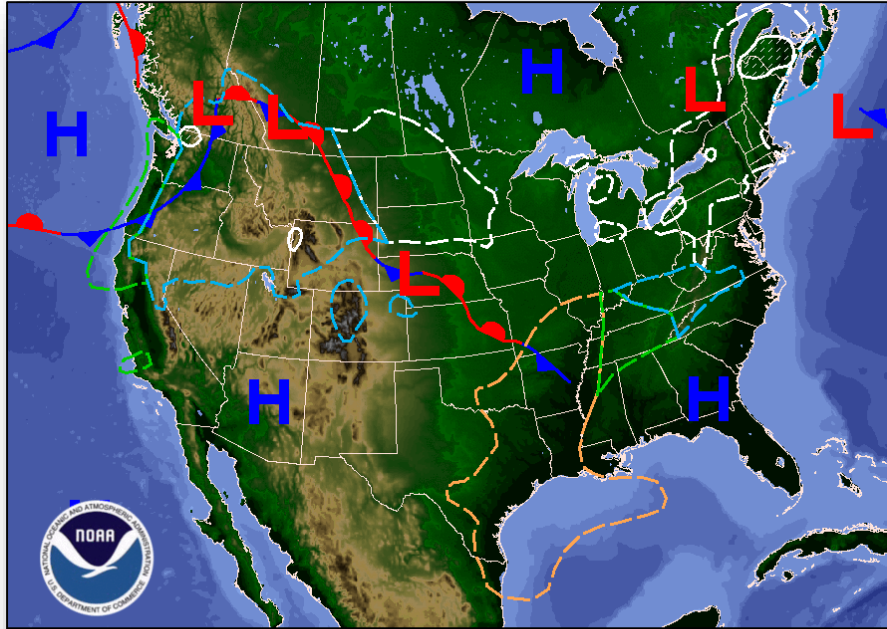 H
H
L
L
L
L
L
H
H
NATIONAL OCEANIC AND ATMOSPHERIC ADMINISTRATION
NOAA
U.S. DEPARTMENT OF COMMERCE